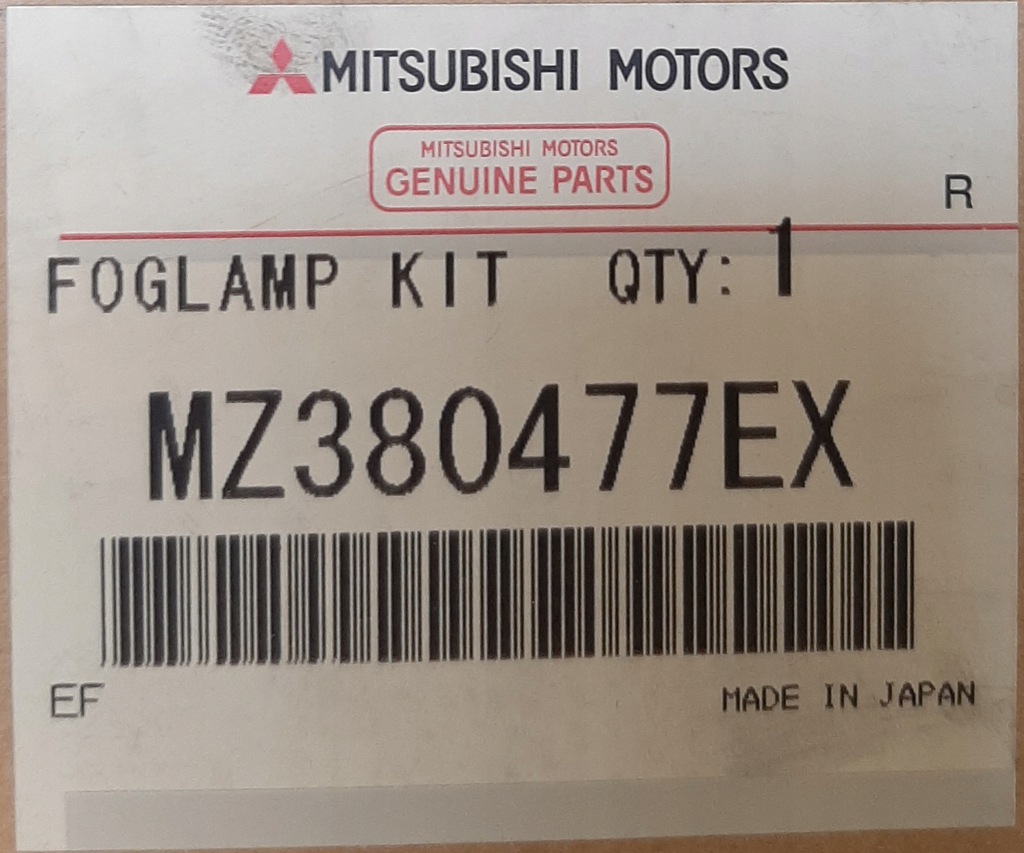 MITSUBISHI MOTORS
MITSUBISHI MOTORS
GENUINE PARTS
R
FOGLAMP KIT QTY: 1
MZ380477EX
EF
MADE IN JAPAN